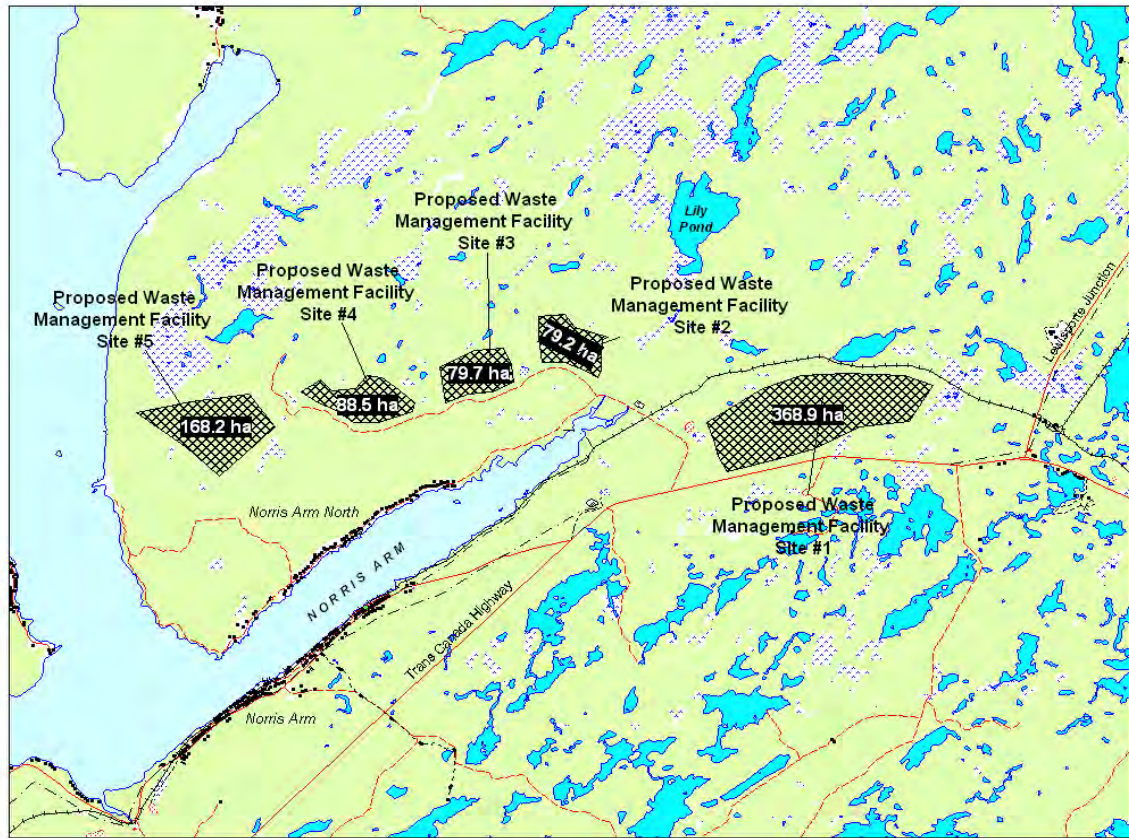 Lily
Pond
Proposed Waste
Management Facility
Site #3
Proposed Waste
Management Facility
Site #4
Proposed Waste
Management Facility
Site #2
Proposed Waste
Management Facility
Site #5
Lewisporte Junction
79.2 ha
79.7 ha
88.5 ha
168.2 ha
368.9 ha
Proposed Waste
Management Facility
Site #1
Norris Arm North
NORRIS ARM
Trans Canada Highway
Norris Arm